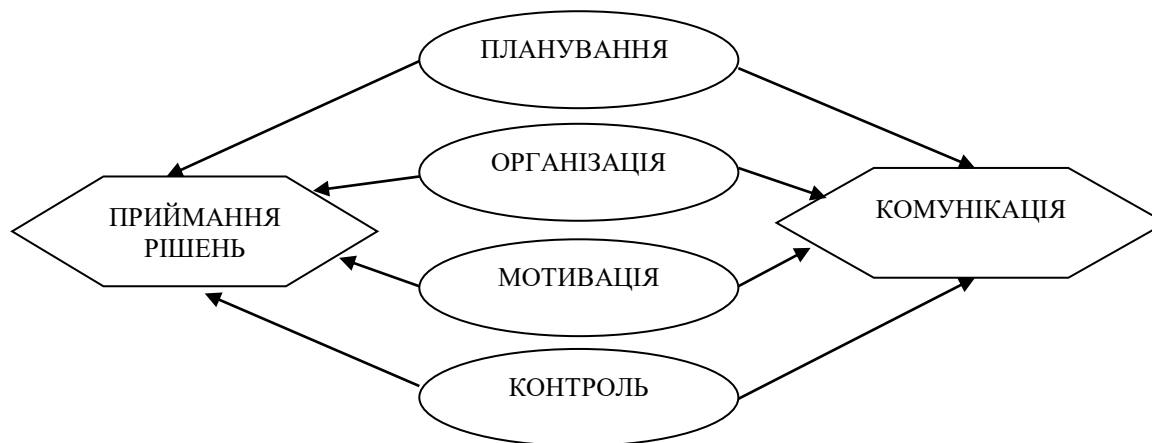 ПЛАНУВАННЯ
ОРГАНІЗАЦІЯ
ПРИЙМАННЯ
РІШЕНЬ
КОМУНІКАЦІЯ
МОТИВАЦІЯ
КОНТРОЛЬ